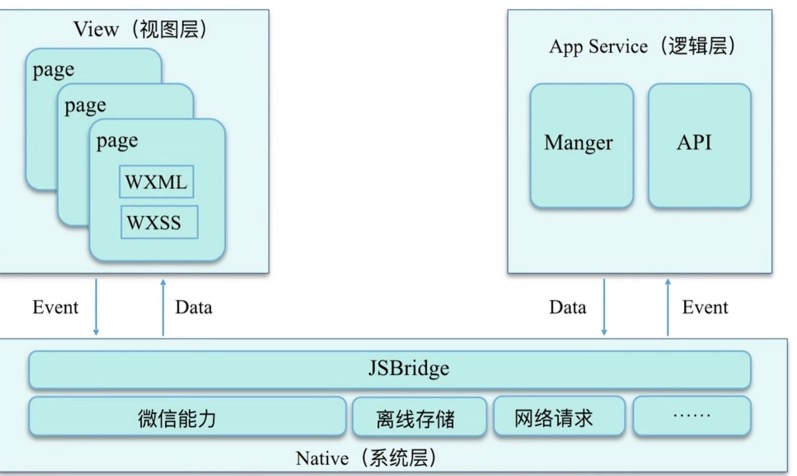 View（视图层）
page
page
page
WXML
WXSS
App Service（逻辑层）
Manger
API
Event
Data
Data
Event
JSBridge
微信能力
离线存储
网络请求
……
Native（系统层）